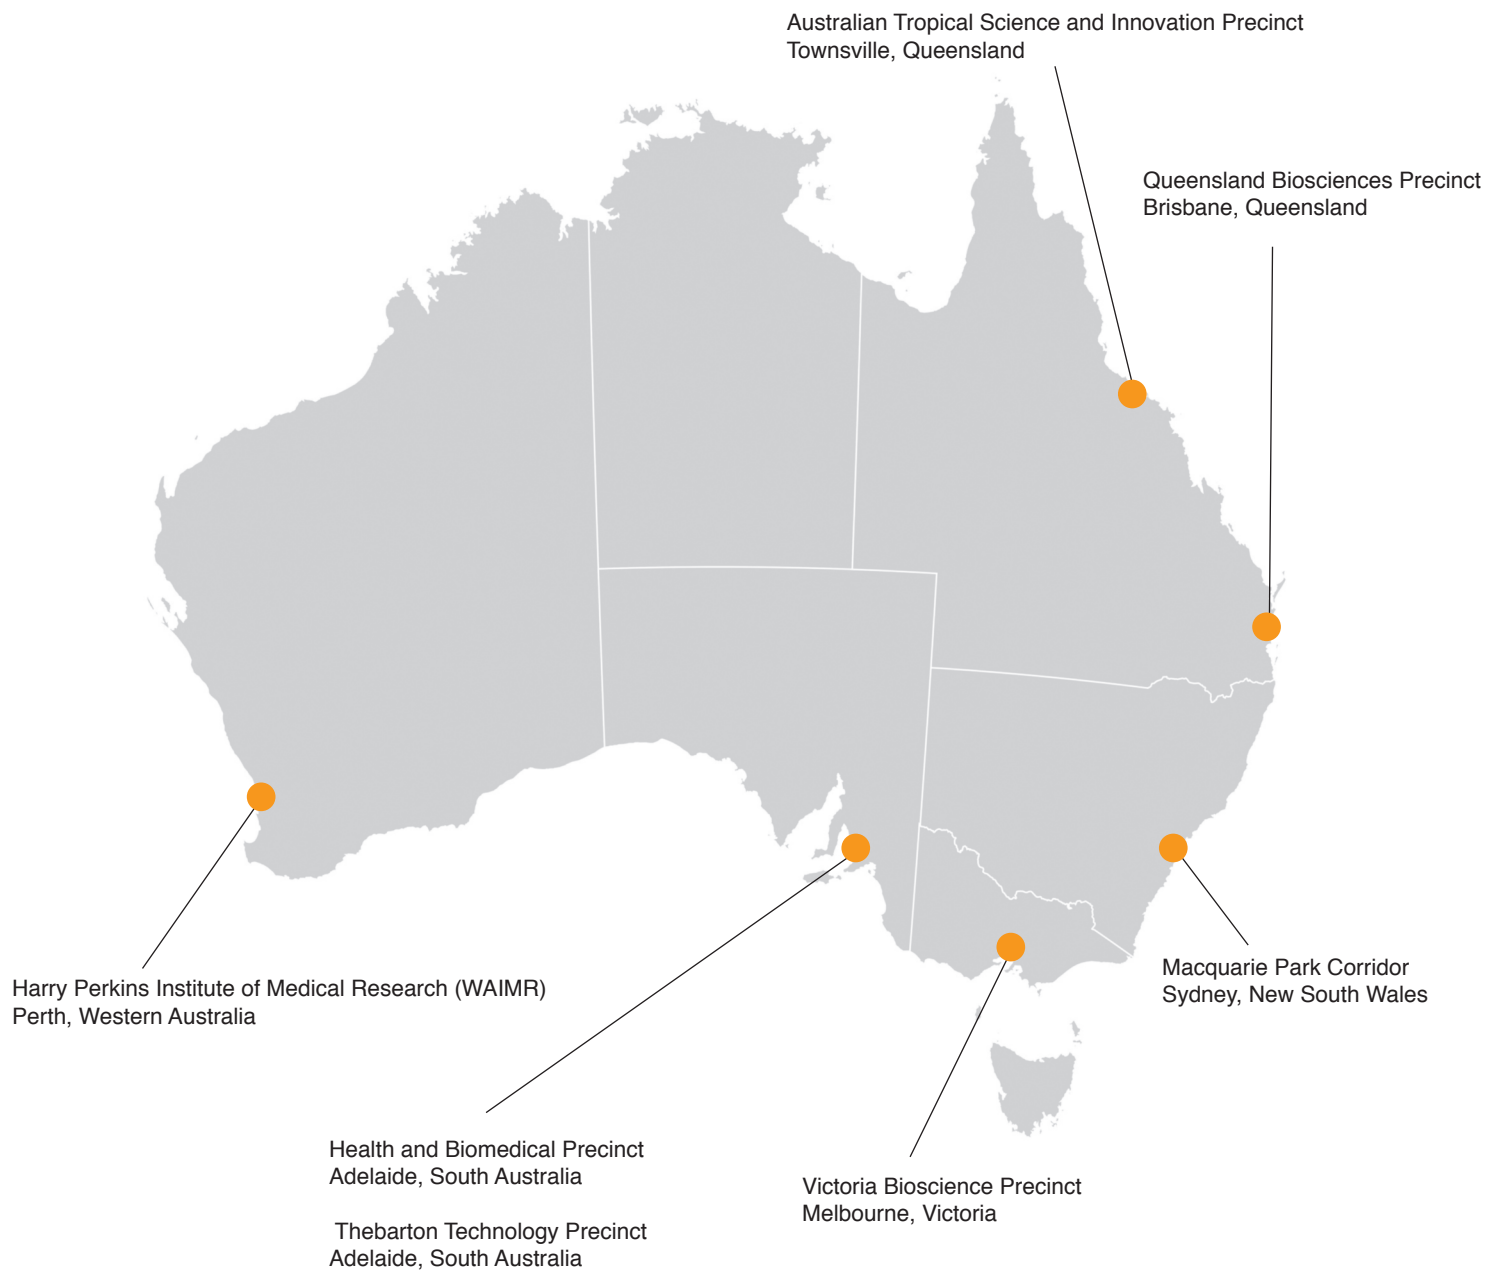 Australian Tropical Science and Innovation Precinct
Townsville, Queensland
Queensland Biosciences Precinct
Brisbane, Queensland
Harry Perkins Institute of Medical Research (WAIMR)
Perth, Western Australia
Macquarie Park Corridor
Sydney, New South Wales
Health and Biomedical Precinct
Adelaide, South Australia
Thebarton Technology Precinct
Adelaide, South Australia
Victoria Bioscience Precinct
Melbourne, Victoria